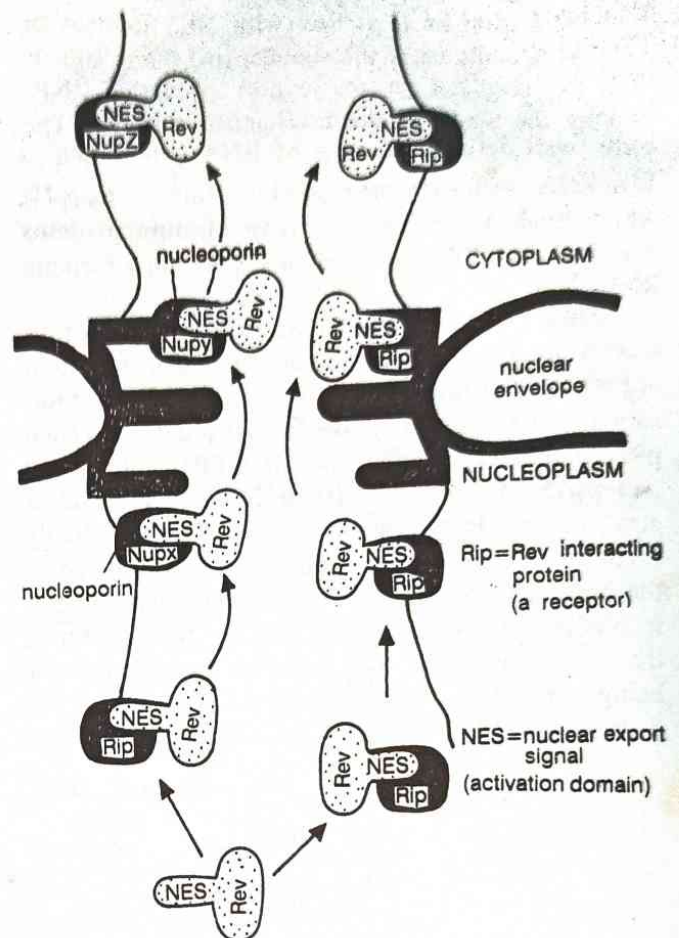 NES
NupZ
Rev
NES
Rev
Rip
CYTOPLASM
nucleoporin
NES
Nupy
Rev
Rev
NES
Rip
nuclear
envelope
NUCLEOPLASM
NES
Nupx
Rev
nucleoporin
Rev
NES
Rip
Rip=Rev interacting
protein
(a receptor)
NES
Rip
Rev
Rev
NES
Rip
NES=nuclear export
signal
(activation domain)
NES
Rev